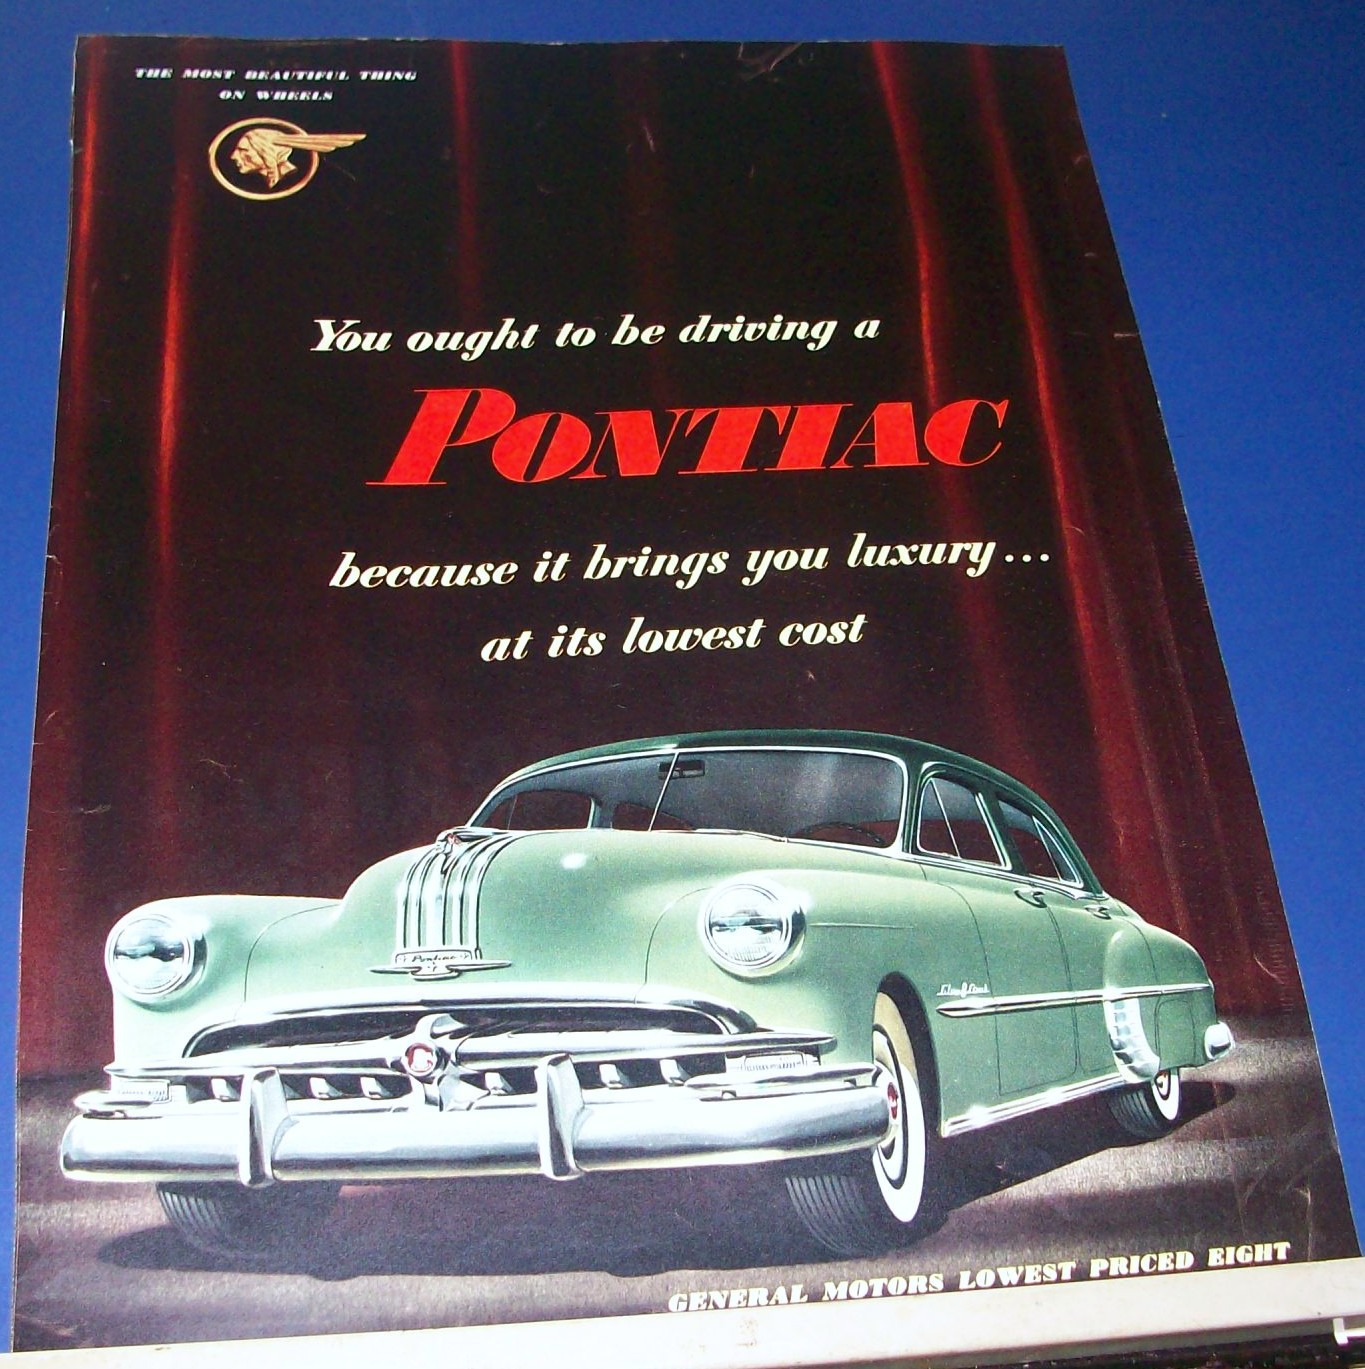 THE MOST BEAUTIFUL THING
ON WHEELS
You ought to be driving a
PONTIAC
because it brings you luxury...
at its lowest cost
Pontiac
GENERAL MOTORS LOWEST PRICED EIGHT